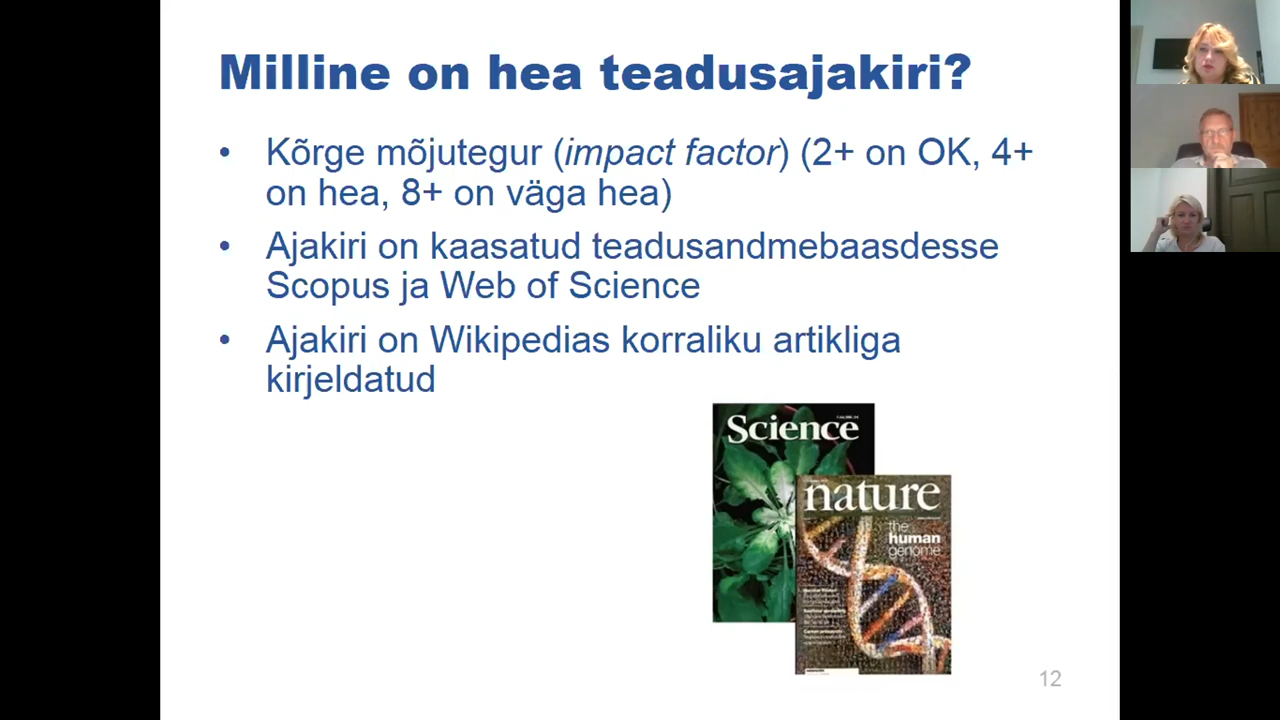 Milline on hea teadusajakiri?
• Kõrge mõjutegur (impact factor) (2+ on OK, 4+
on hea, 8+ on väga hea)
• Ajakiri on kaasatud teadusandmebaasdesse
Scopus ja Web of Science
• Ajakiri on Wikipedias korraliku artikliga
kirjeldatud
Science
nature
the
human
genome
12